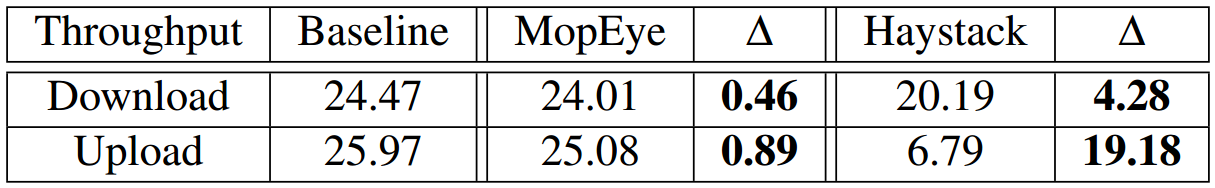 Throughput Baseline MopEye Δ Haystack Δ
Download 24.47 24.01 0.46 20.19 4.28
Upload 25.97 25.08 0.89 6.79 19.18